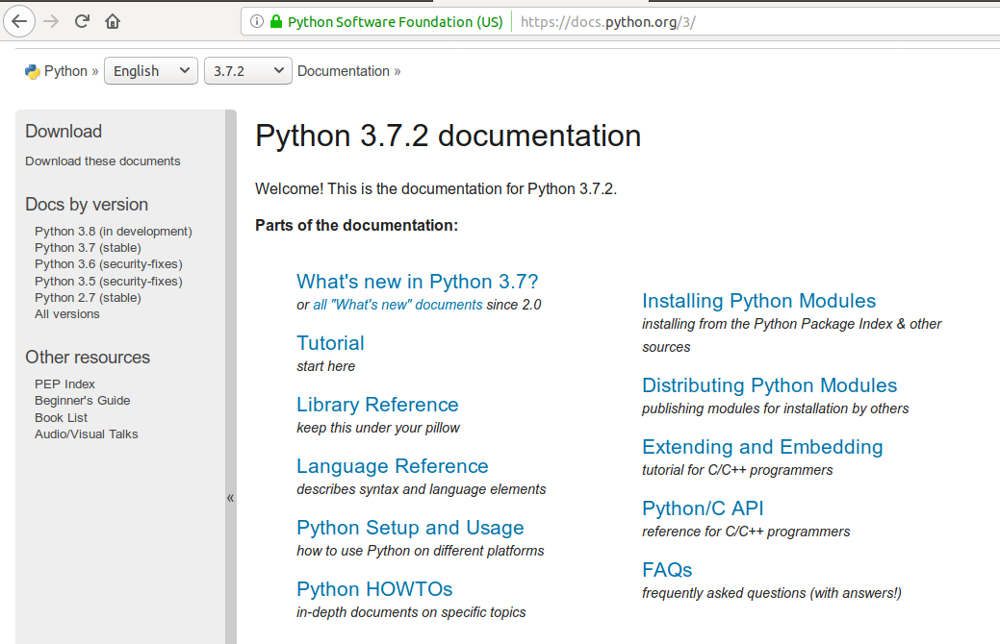 Python Software Foundation (US) https://docs.python.org/3/
Python » English 3.7.2 Documentation »
Download
Download these documents
Docs by version
Python 3.8 (in development)
Python 3.7 (stable)
Python 3.6 (security-fixes)
Python 3.5 (security-fixes)
Python 2.7 (stable)
All versions
Other resources
PEP Index
Beginner's Guide
Book List
Audio/Visual Talks
«
Python 3.7.2 documentation
Welcome! This is the documentation for Python 3.7.2.
Parts of the documentation:
What's new in Python 3.7?
or all "What's new" documents since 2.0
Tutorial
start here
Library Reference
keep this under your pillow
Language Reference
describes syntax and language elements
Python Setup and Usage
how to use Python on different platforms
Python HOWTOs
in-depth documents on specific topics
Installing Python Modules
installing from the Python Package Index & other
sources
Distributing Python Modules
publishing modules for installation by others
Extending and Embedding
tutorial for C/C++ programmers
Python/C API
reference for C/C++ programmers
FAQs
frequently asked questions (with answers!)